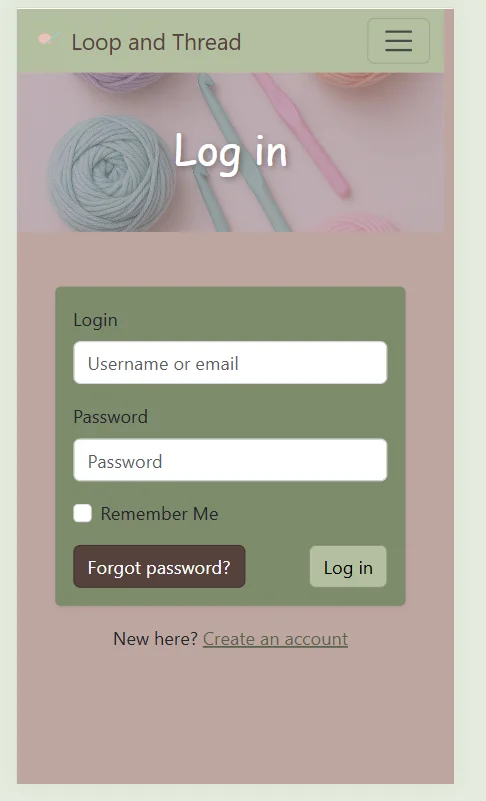 Loop and Thread
Log in
Login
Username or email
Password
Password
Remember Me
Forgot password? Log in
New here? Create an account